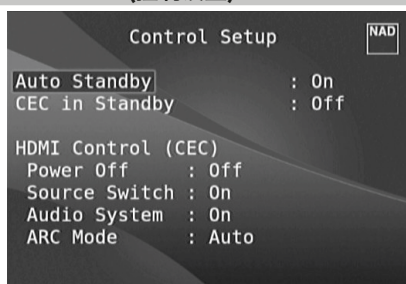 Control Setup
NAD
Auto Standby : On
CEC in Standby : Off
HDMI Control (CEC)
Power Off : Off
Source Switch : On
Audio System : On
ARC Mode : Auto